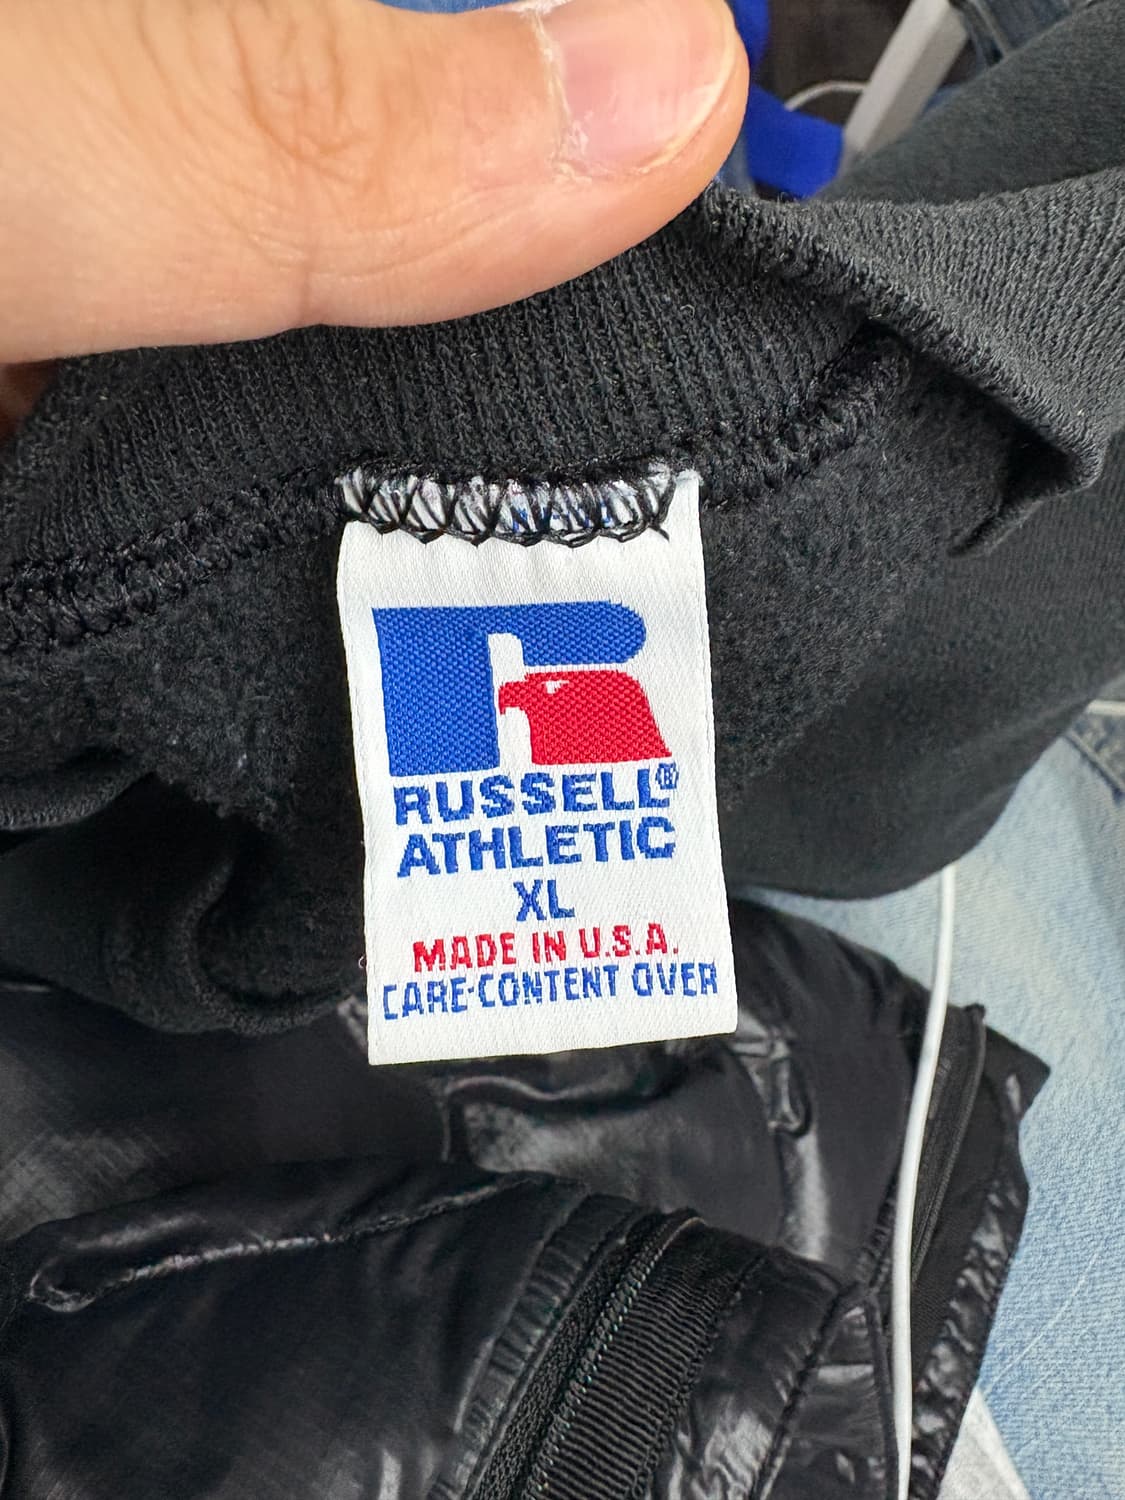 RUSSELL®
ATHLETIC
XL
MADE IN U.S.A.
CARE-CONTENT OVER